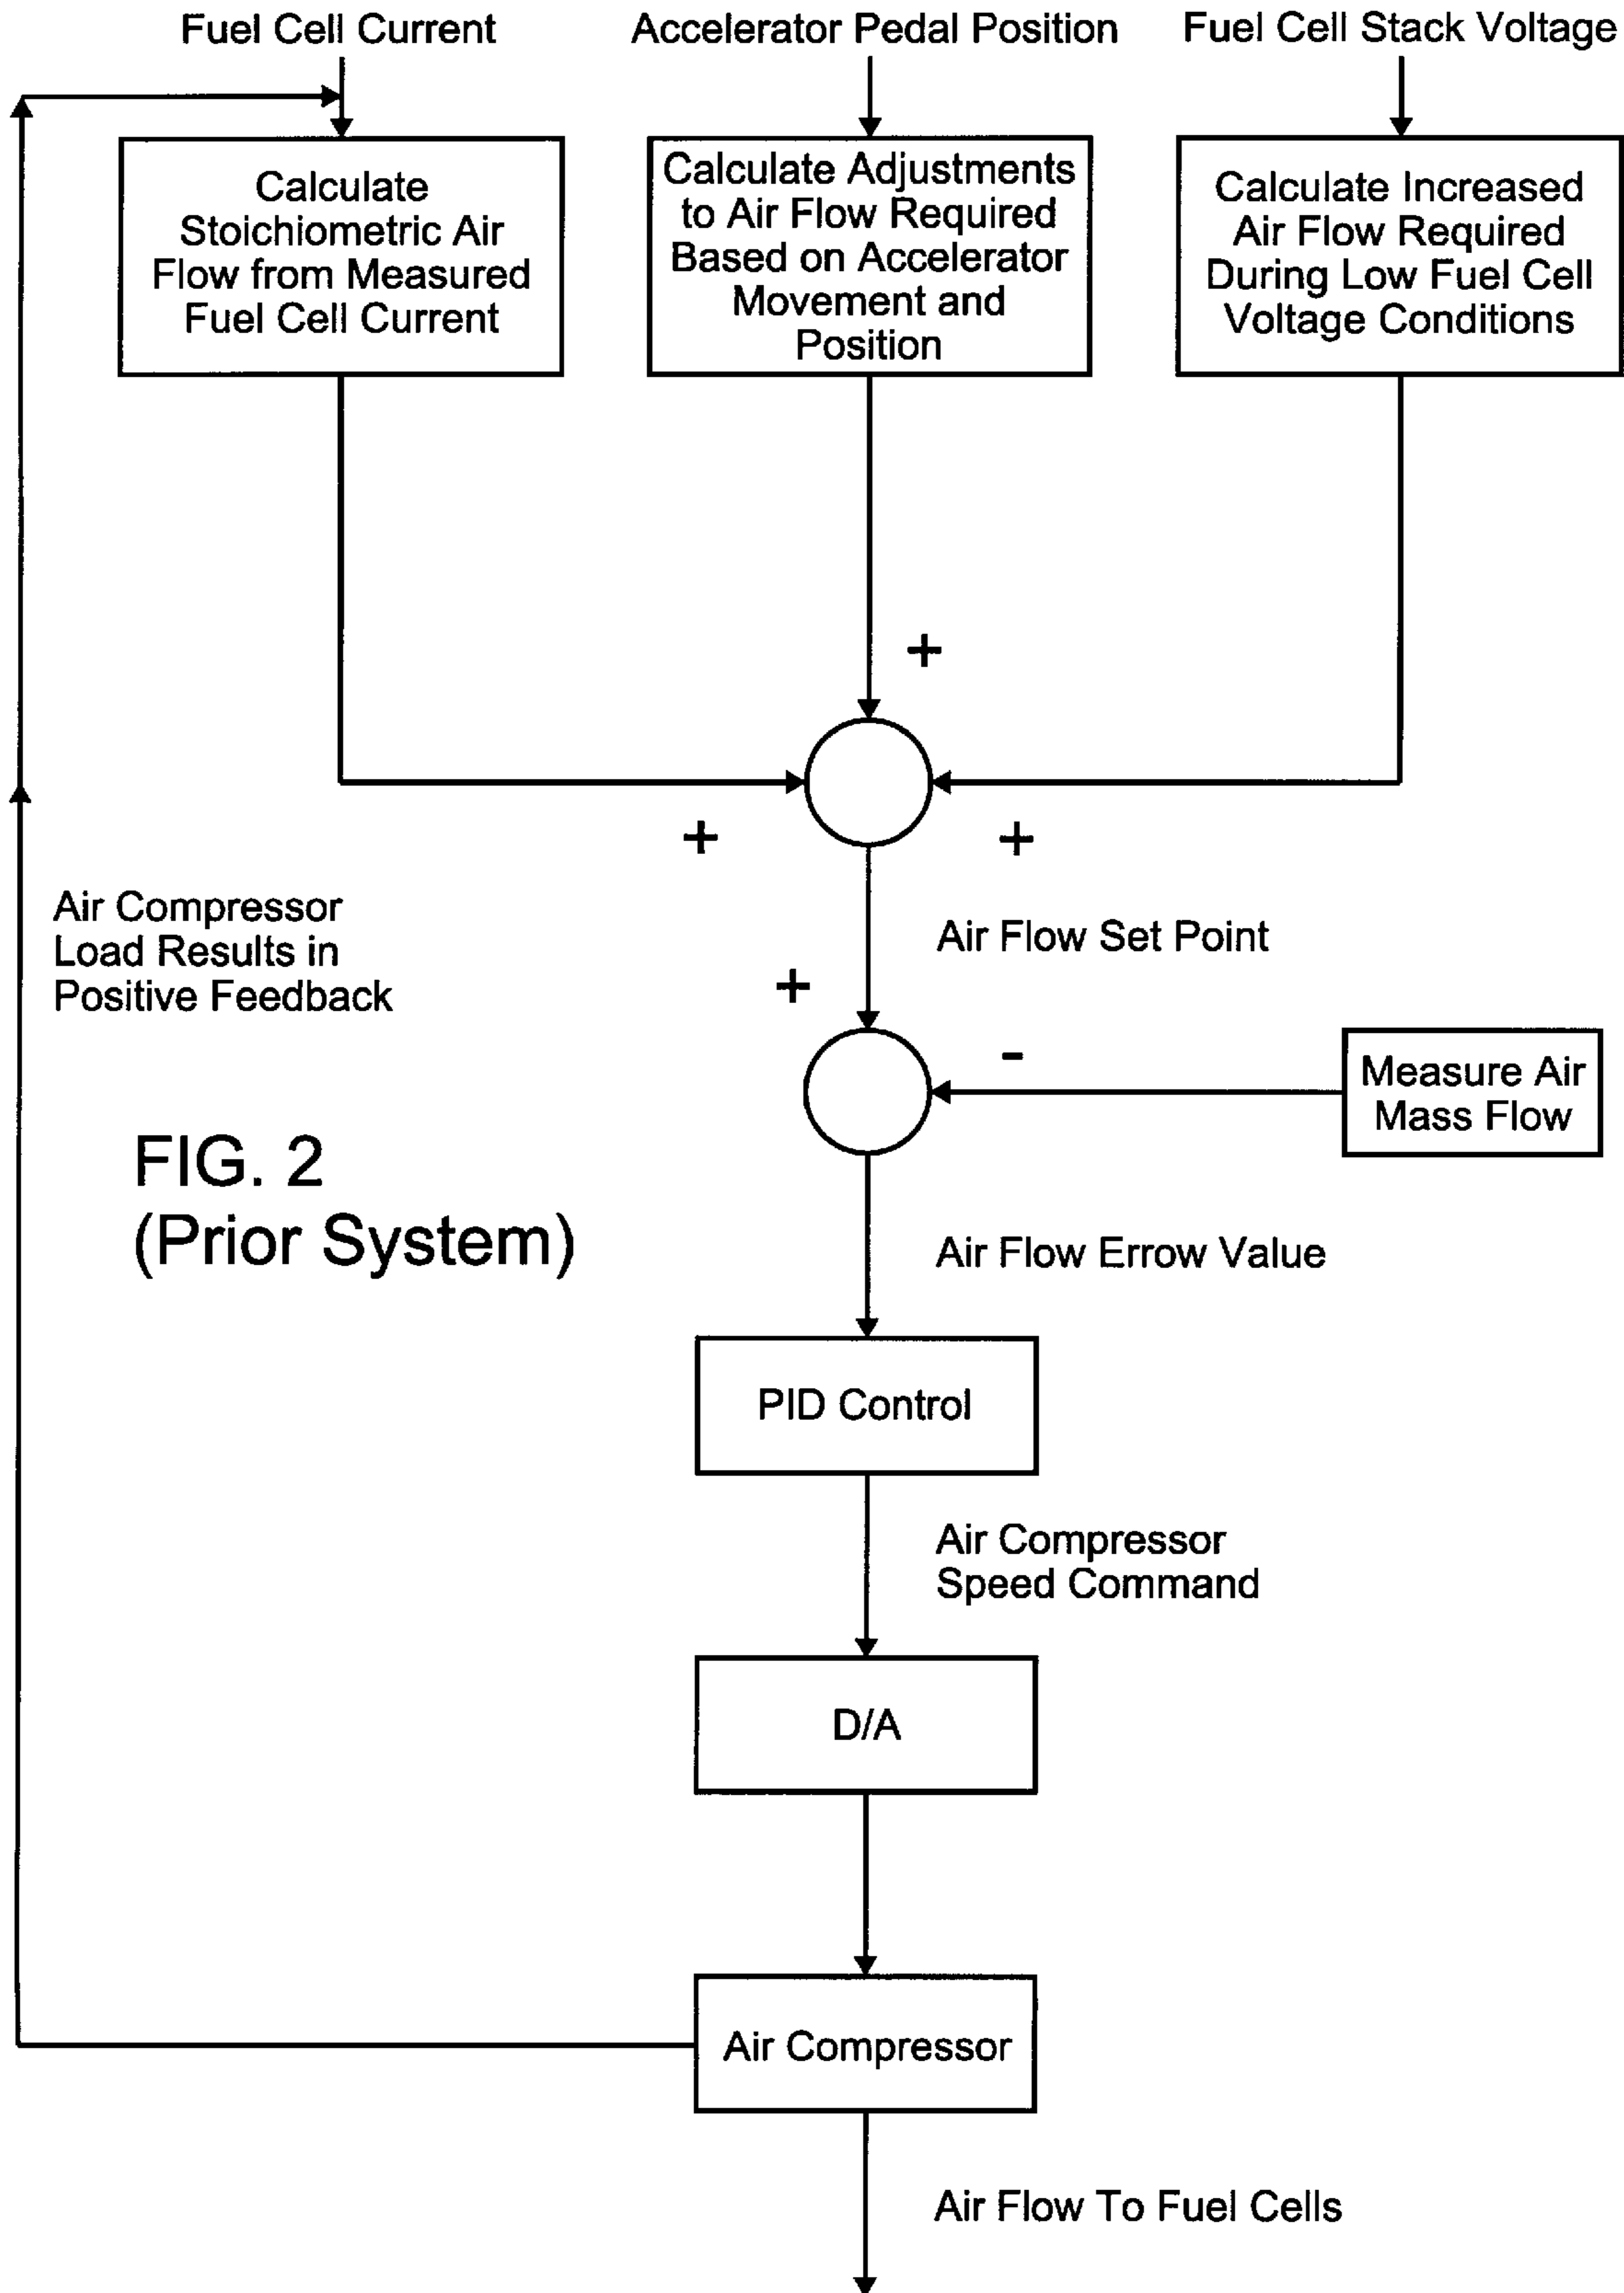 Fuel Cell Current
Accelerator Pedal Position
Fuel Cell Stack Voltage
Calculate
Stoichiometric Air
Flow from Measured
Fuel Cell Current
Calculate Adjustments
to Air Flow Required
Based on Accelerator
Movement and
Position
Calculate Increased
Air Flow Required
During Low Fuel Cell
Voltage Conditions
+
+
+
Air Compressor
Load Results in
Positive Feedback
Air Flow Set Point
+
-
Measure Air
Mass Flow
FIG. 2
(Prior System)
Air Flow Errow Value
PID Control
Air Compressor
Speed Command
D/A
Air Compressor
Air Flow To Fuel Cells